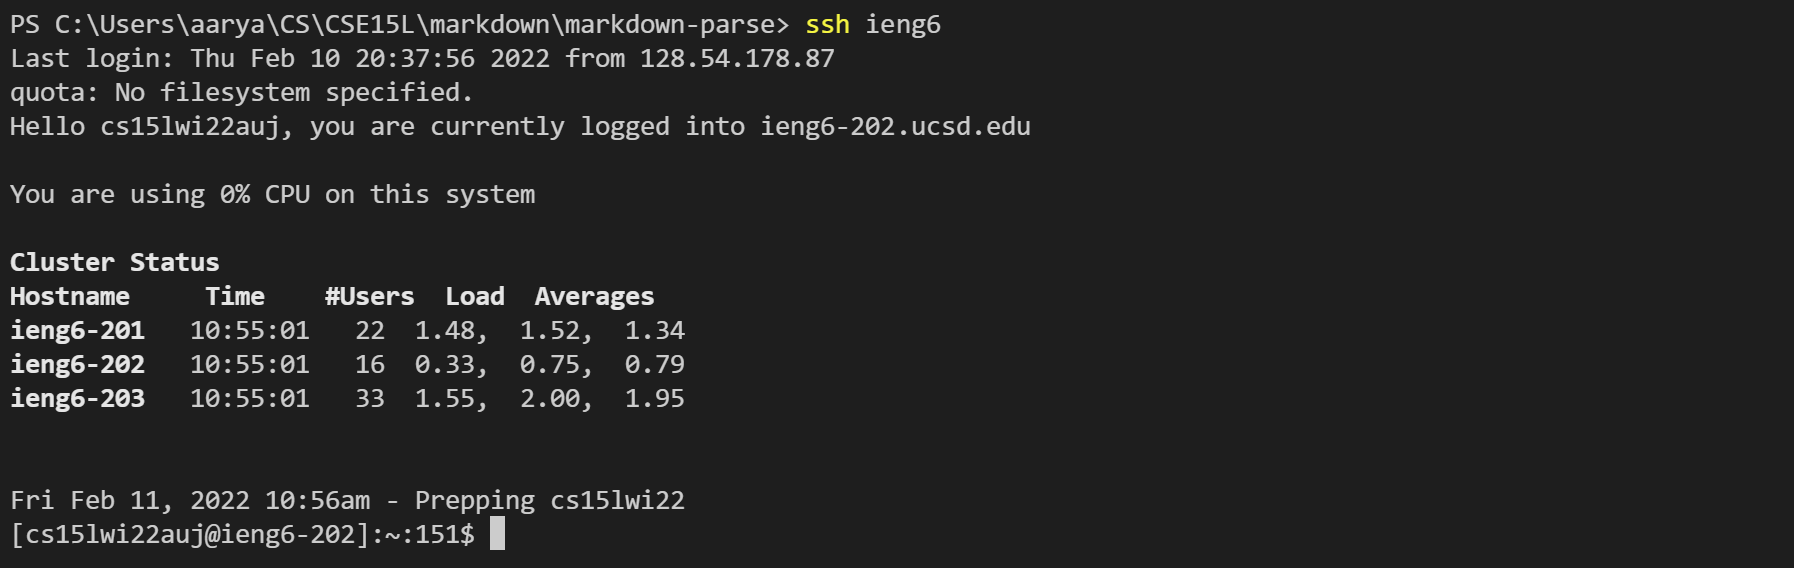 PS C:\Users\aarya\CS\CSE15L\markdown\markdown-parse> ssh ieng6
Last login: Thu Feb 10 20:37:56 2022 from 128.54.178.87
quota: No filesystem specified.
Hello cs15lwi22auj, you are currently logged into ieng6-202.ucsd.edu
You are using 0% CPU on this system
Cluster Status
Hostname     Time    #Users  Load  Averages
ieng6-201   10:55:01   22  1.48,  1.52,  1.34
ieng6-202   10:55:01   16  0.33,  0.75,  0.79
ieng6-203   10:55:01   33  1.55,  2.00,  1.95
Fri Feb 11, 2022 10:56am - Prepping cs15lwi22
[cs15lwi22auj@ieng6-202]:~:151$